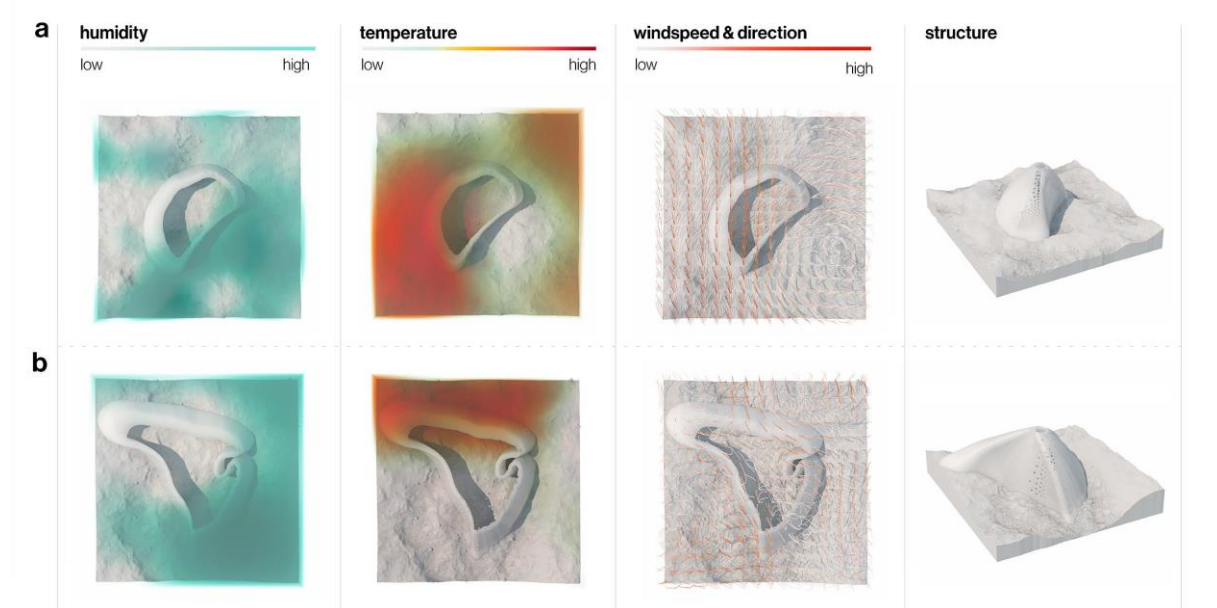 a
humidity
low high
temperature
low high
windspeed & direction
low high
structure
b